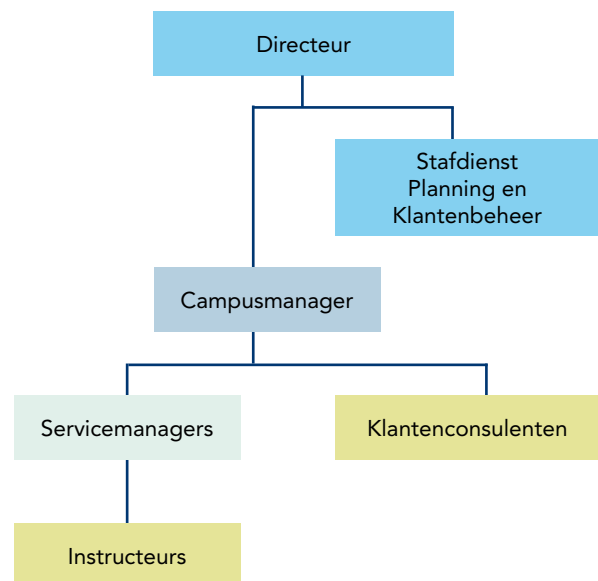 Directeur
Stafdienst
Planning en
Klantenbeheer
Campusmanager
Servicemanagers
Klantenconsulenten
Instructeurs